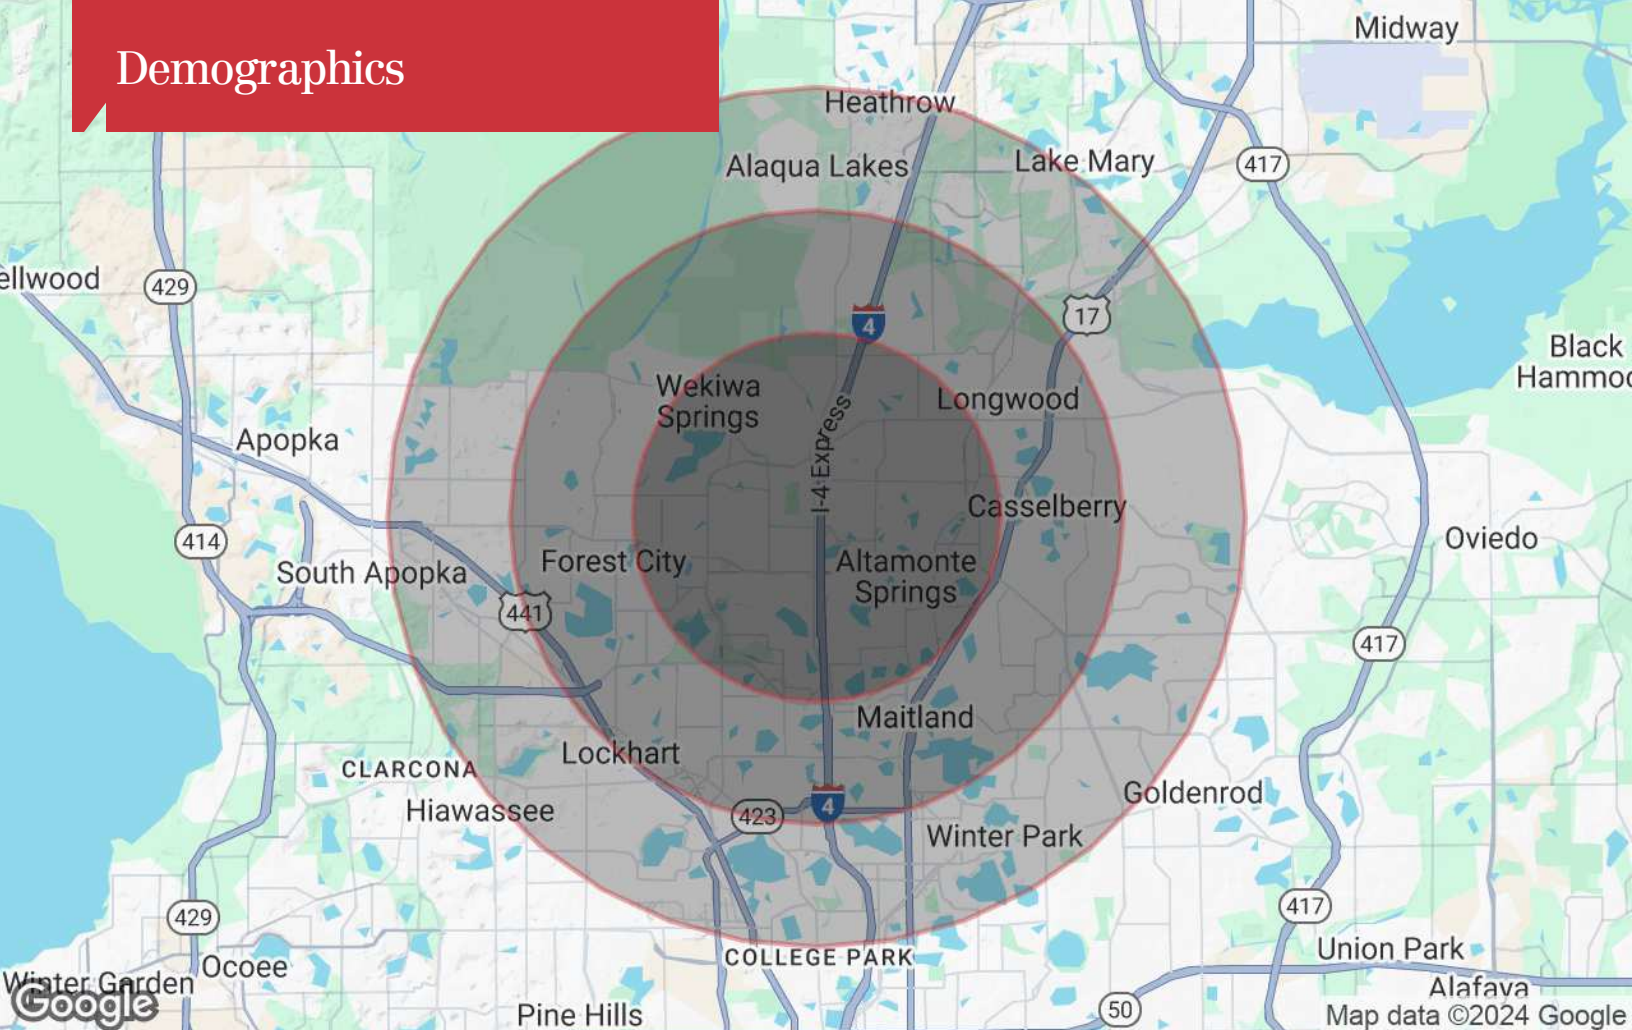 Demographics
Midway
Heathrow
Alaqua Lakes
Lake Mary
417
ellwood
429
4
17
Black
Hammoc
Wekiwa
Springs
Longwood
I-4 Express
Apopka
Casselberry
414
Oviedo
Forest City
Altamonte
Springs
South Apopka
441
417
Maitland
Lockhart
CLARCONA
Hiawassee
4
423
Goldenrod
Winter Park
417
429
COLLEGE PARK
Union Park
Winter Garden
Ocoee
Alafaya
Google
Pine Hills
50
Map data ©2024 Google